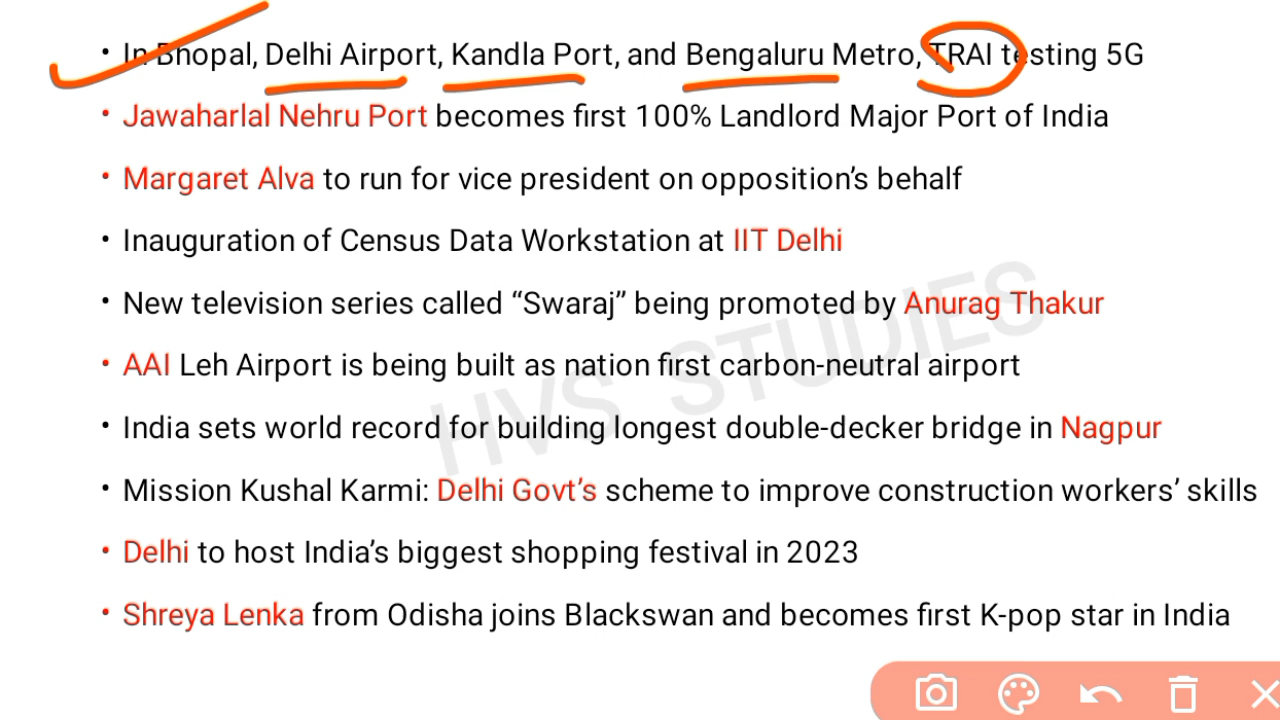 • In Bhopal, Delhi Airport, Kandla Port, and Bengaluru Metro, TRAI testing 5G
• Jawaharlal Nehru Port becomes first 100% Landlord Major Port of India
• Margaret Alva to run for vice president on opposition’s behalf
• Inauguration of Census Data Workstation at IIT Delhi
• New television series called “Swaraj” being promoted by Anurag Thakur
• AAI Leh Airport is being built as nation first carbon-neutral airport
• India sets world record for building longest double-decker bridge in Nagpur
• Mission Kushal Karmi: Delhi Govt’s scheme to improve construction workers’ skills
• Delhi to host India’s biggest shopping festival in 2023
• Shreya Lenka from Odisha joins Blackswan and becomes first K-pop star in India
HVS STUDIES